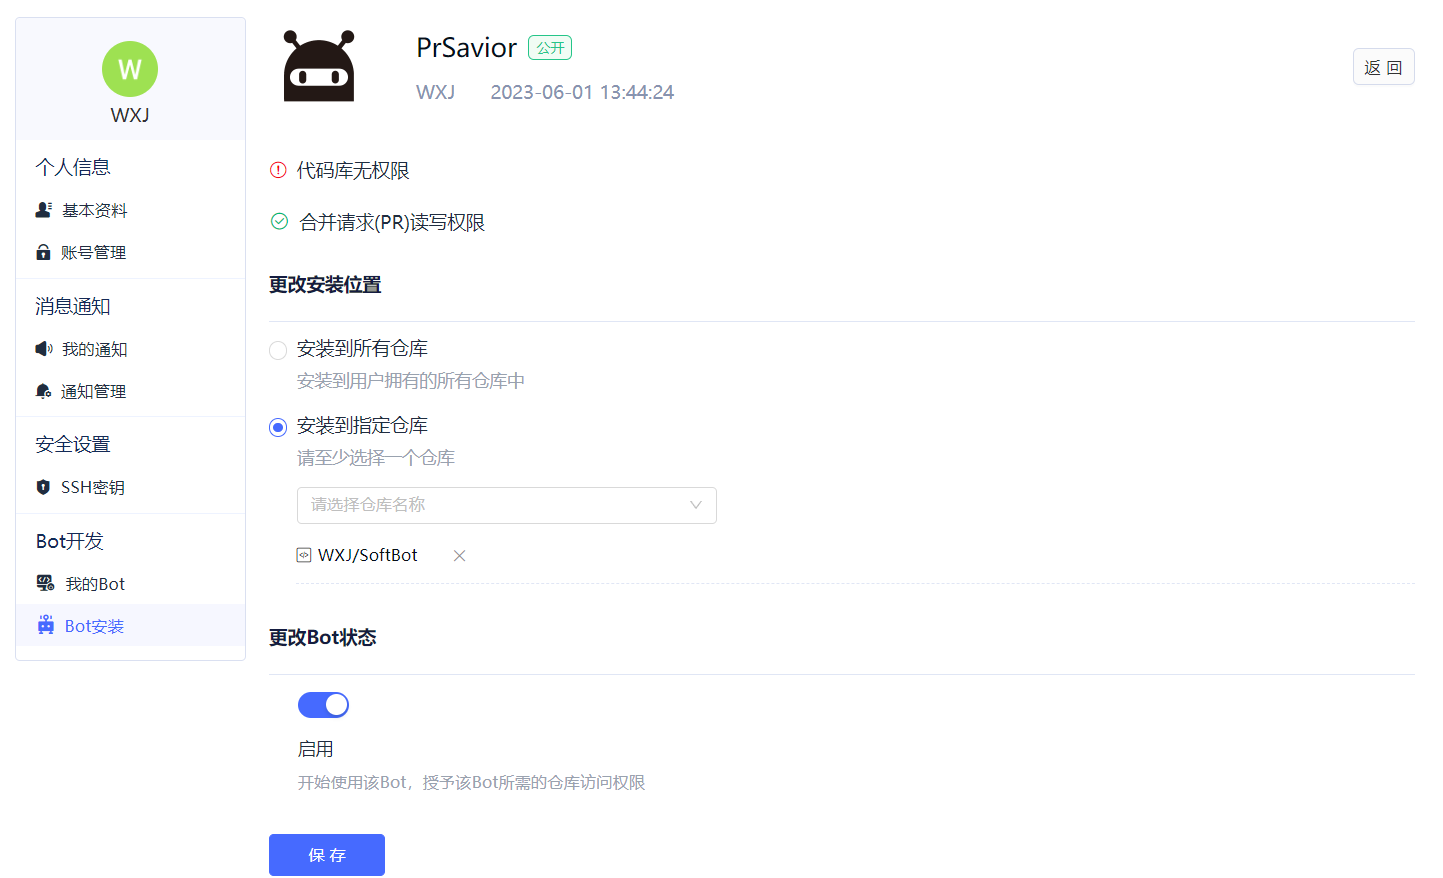 W
WXJ
个人信息
基本资料
账号管理
消息通知
我的通知
通知管理
安全设置
SSH密钥
Bot开发
我的Bot
Bot安装
PrSavior 公开
WXJ 2023-06-01 13:44:24
返 回
代码库无权限
合并请求(PR)读写权限
更改安装位置
安装到所有仓库
安装到用户拥有的所有仓库中
安装到指定仓库
请至少选择一个仓库
请选择仓库名称
WXJ/SoftBot
更改Bot状态
启用
开始使用该Bot，授予该Bot所需的仓库访问权限
保 存